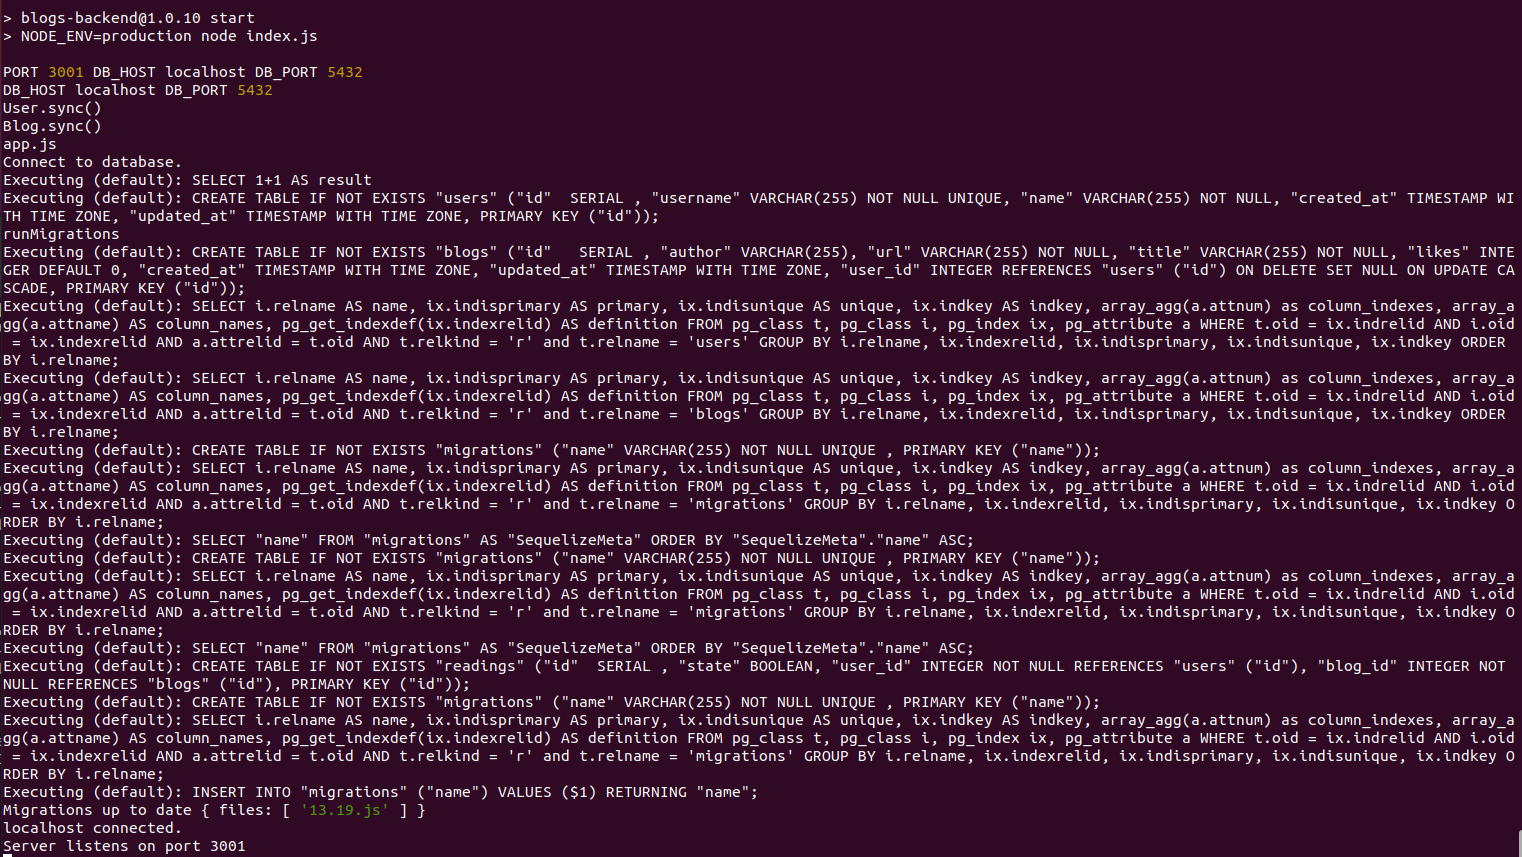 > blogs-backend@1.0.10 start
> NODE_ENV=production node index.js
PORT 3001 DB_HOST localhost DB_PORT 5432
DB_HOST localhost DB_PORT 5432
User.sync()
Blog.sync()
app.js
Connect to database.
Executing (default): SELECT 1+1 AS result
Executing (default): CREATE TABLE IF NOT EXISTS "users" ("id"  SERIAL , "username" VARCHAR(255) NOT NULL UNIQUE, "name" VARCHAR(255) NOT NULL, "created_at" TIMESTAMP WI
TH TIME ZONE, "updated_at" TIMESTAMP WITH TIME ZONE, PRIMARY KEY ("id"));
runMigrations
Executing (default): CREATE TABLE IF NOT EXISTS "blogs" ("id"   SERIAL , "author" VARCHAR(255), "url" VARCHAR(255) NOT NULL, "title" VARCHAR(255) NOT NULL, "likes" INTE
GER DEFAULT 0, "created_at" TIMESTAMP WITH TIME ZONE, "updated_at" TIMESTAMP WITH TIME ZONE, "user_id" INTEGER REFERENCES "users" ("id") ON DELETE SET NULL ON UPDATE CA
SCADE, PRIMARY KEY ("id"));
Executing (default): SELECT i.relname AS name, ix.indisprimary AS primary, ix.indisunique AS unique, ix.indkey AS indkey, array_agg(a.attnum) as column_indexes, array_a
gg(a.attname) AS column_names, pg_get_indexdef(ix.indexrelid) AS definition FROM pg_class t, pg_class i, pg_index ix, pg_attribute a WHERE t.oid = ix.indrelid AND i.oid
 = ix.indexrelid AND a.attrelid = t.oid AND t.relkind = 'r' and t.relname = 'users' GROUP BY i.relname, ix.indexrelid, ix.indisprimary, ix.indisunique, ix.indkey ORDER
BY i.relname;
Executing (default): SELECT i.relname AS name, ix.indisprimary AS primary, ix.indisunique AS unique, ix.indkey AS indkey, array_agg(a.attnum) as column_indexes, array_a
gg(a.attname) AS column_names, pg_get_indexdef(ix.indexrelid) AS definition FROM pg_class t, pg_class i, pg_index ix, pg_attribute a WHERE t.oid = ix.indrelid AND i.oid
 = ix.indexrelid AND a.attrelid = t.oid AND t.relkind = 'r' and t.relname = 'blogs' GROUP BY i.relname, ix.indexrelid, ix.indisprimary, ix.indisunique, ix.indkey ORDER
BY i.relname;
Executing (default): CREATE TABLE IF NOT EXISTS "migrations" ("name" VARCHAR(255) NOT NULL UNIQUE , PRIMARY KEY ("name"));
Executing (default): SELECT i.relname AS name, ix.indisprimary AS primary, ix.indisunique AS unique, ix.indkey AS indkey, array_agg(a.attnum) as column_indexes, array_a
gg(a.attname) AS column_names, pg_get_indexdef(ix.indexrelid) AS definition FROM pg_class t, pg_class i, pg_index ix, pg_attribute a WHERE t.oid = ix.indrelid AND i.oid
 = ix.indexrelid AND a.attrelid = t.oid AND t.relkind = 'r' and t.relname = 'migrations' GROUP BY i.relname, ix.indexrelid, ix.indisprimary, ix.indisunique, ix.indkey O
RDER BY i.relname;
Executing (default): SELECT "name" FROM "migrations" AS "SequelizeMeta" ORDER BY "SequelizeMeta"."name" ASC;
Executing (default): CREATE TABLE IF NOT EXISTS "migrations" ("name" VARCHAR(255) NOT NULL UNIQUE , PRIMARY KEY ("name"));
Executing (default): SELECT i.relname AS name, ix.indisprimary AS primary, ix.indisunique AS unique, ix.indkey AS indkey, array_agg(a.attnum) as column_indexes, array_a
gg(a.attname) AS column_names, pg_get_indexdef(ix.indexrelid) AS definition FROM pg_class t, pg_class i, pg_index ix, pg_attribute a WHERE t.oid = ix.indrelid AND i.oid
 = ix.indexrelid AND a.attrelid = t.oid AND t.relkind = 'r' and t.relname = 'migrations' GROUP BY i.relname, ix.indexrelid, ix.indisprimary, ix.indisunique, ix.indkey O
RDER BY i.relname;
Executing (default): SELECT "name" FROM "migrations" AS "SequelizeMeta" ORDER BY "SequelizeMeta"."name" ASC;
Executing (default): CREATE TABLE IF NOT EXISTS "readings" ("id"  SERIAL , "state" BOOLEAN, "user_id" INTEGER NOT NULL REFERENCES "users" ("id"), "blog_id" INTEGER NOT
NULL REFERENCES "blogs" ("id"), PRIMARY KEY ("id"));
Executing (default): CREATE TABLE IF NOT EXISTS "migrations" ("name" VARCHAR(255) NOT NULL UNIQUE , PRIMARY KEY ("name"));
Executing (default): SELECT i.relname AS name, ix.indisprimary AS primary, ix.indisunique AS unique, ix.indkey AS indkey, array_agg(a.attnum) as column_indexes, array_a
gg(a.attname) AS column_names, pg_get_indexdef(ix.indexrelid) AS definition FROM pg_class t, pg_class i, pg_index ix, pg_attribute a WHERE t.oid = ix.indrelid AND i.oid
 = ix.indexrelid AND a.attrelid = t.oid AND t.relkind = 'r' and t.relname = 'migrations' GROUP BY i.relname, ix.indexrelid, ix.indisprimary, ix.indisunique, ix.indkey O
RDER BY i.relname;
Executing (default): INSERT INTO "migrations" ("name") VALUES ($1) RETURNING "name";
Migrations up to date { files: [ '13.19.js' ] }
localhost connected.
Server listens on port 3001